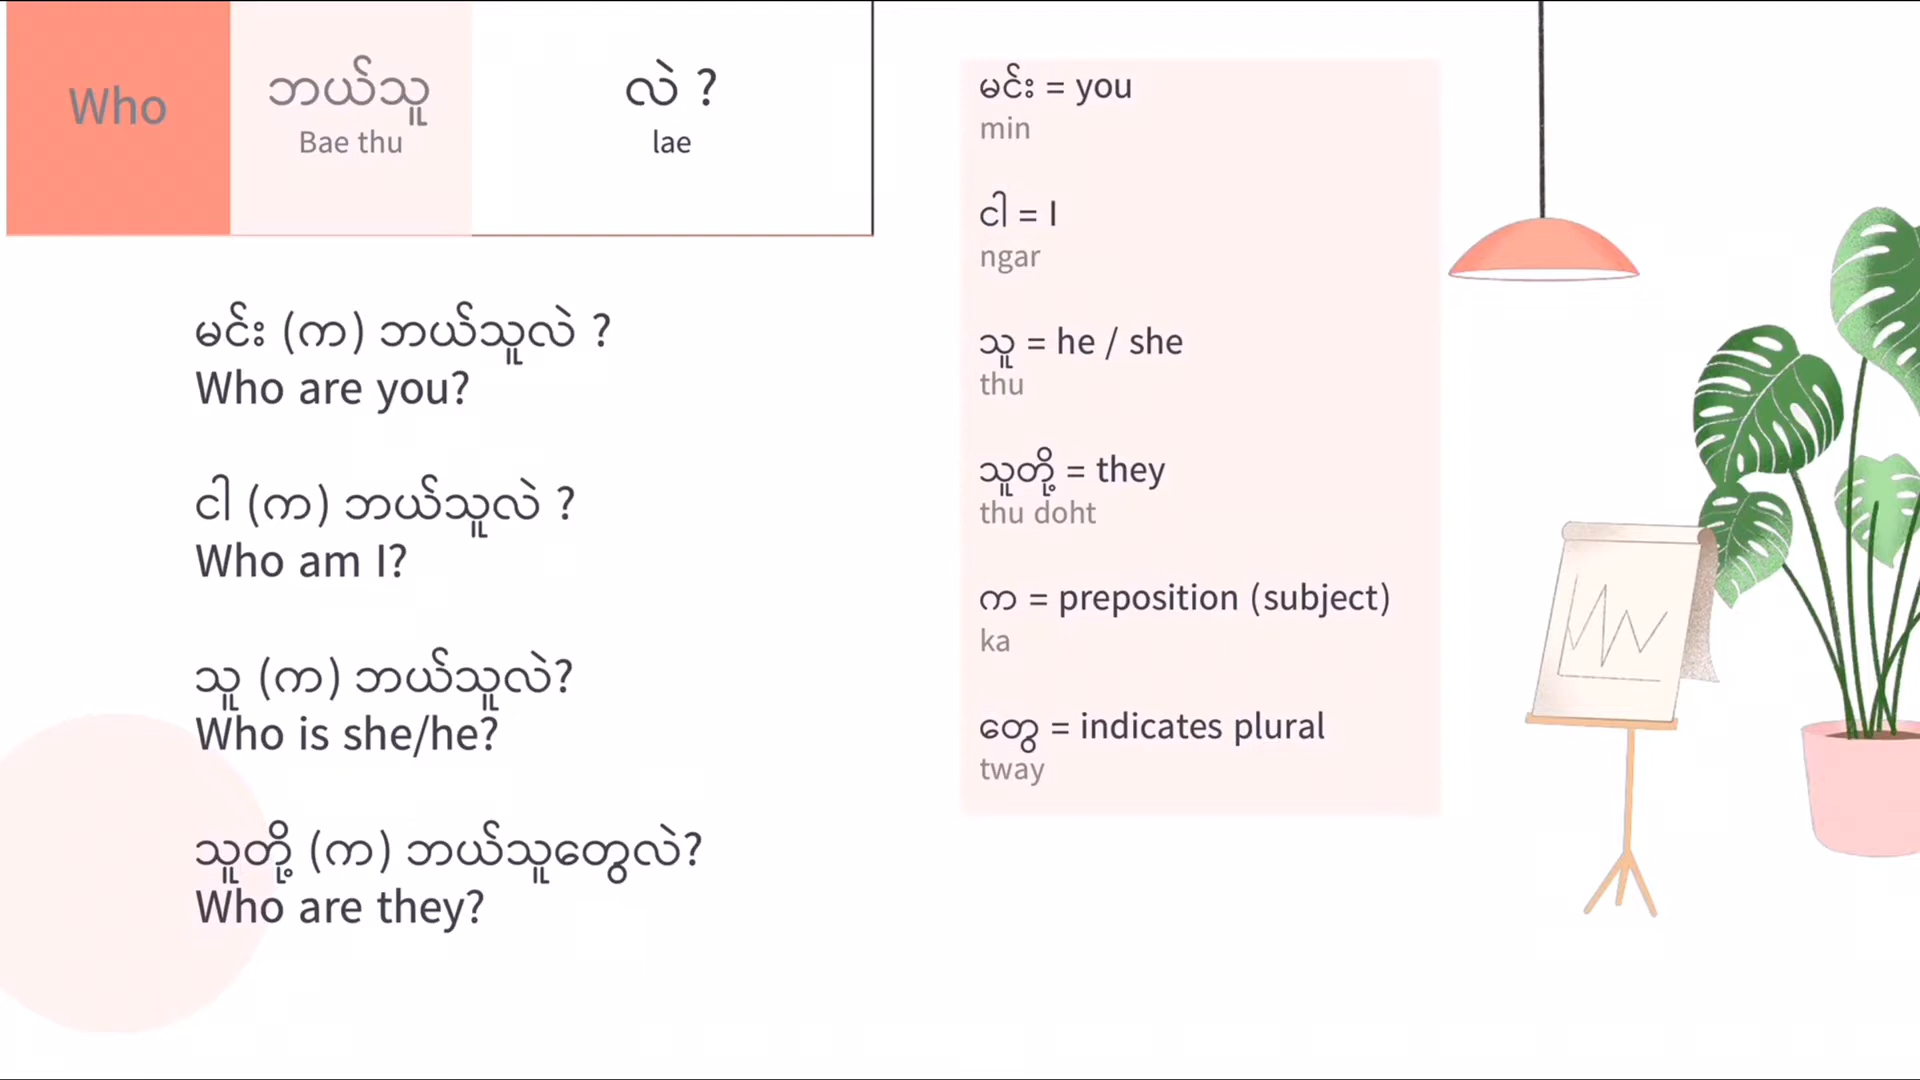 Who
ဘယ်သူ
Bae thu
လဲ ?
lae
မင်း (က) ဘယ်သူလဲ ?
Who are you?
ငါ (က) ဘယ်သူလဲ ?
Who am I?
သူ (က) ဘယ်သူလဲ?
Who is she/he?
သူတို့ (က) ဘယ်သူတွေလဲ?
Who are they?
မင်း = you
min
ငါ = I
ngar
သူ = he / she
thu
သူတို့ = they
thu doht
က = preposition (subject)
ka
တွေ = indicates plural
tway